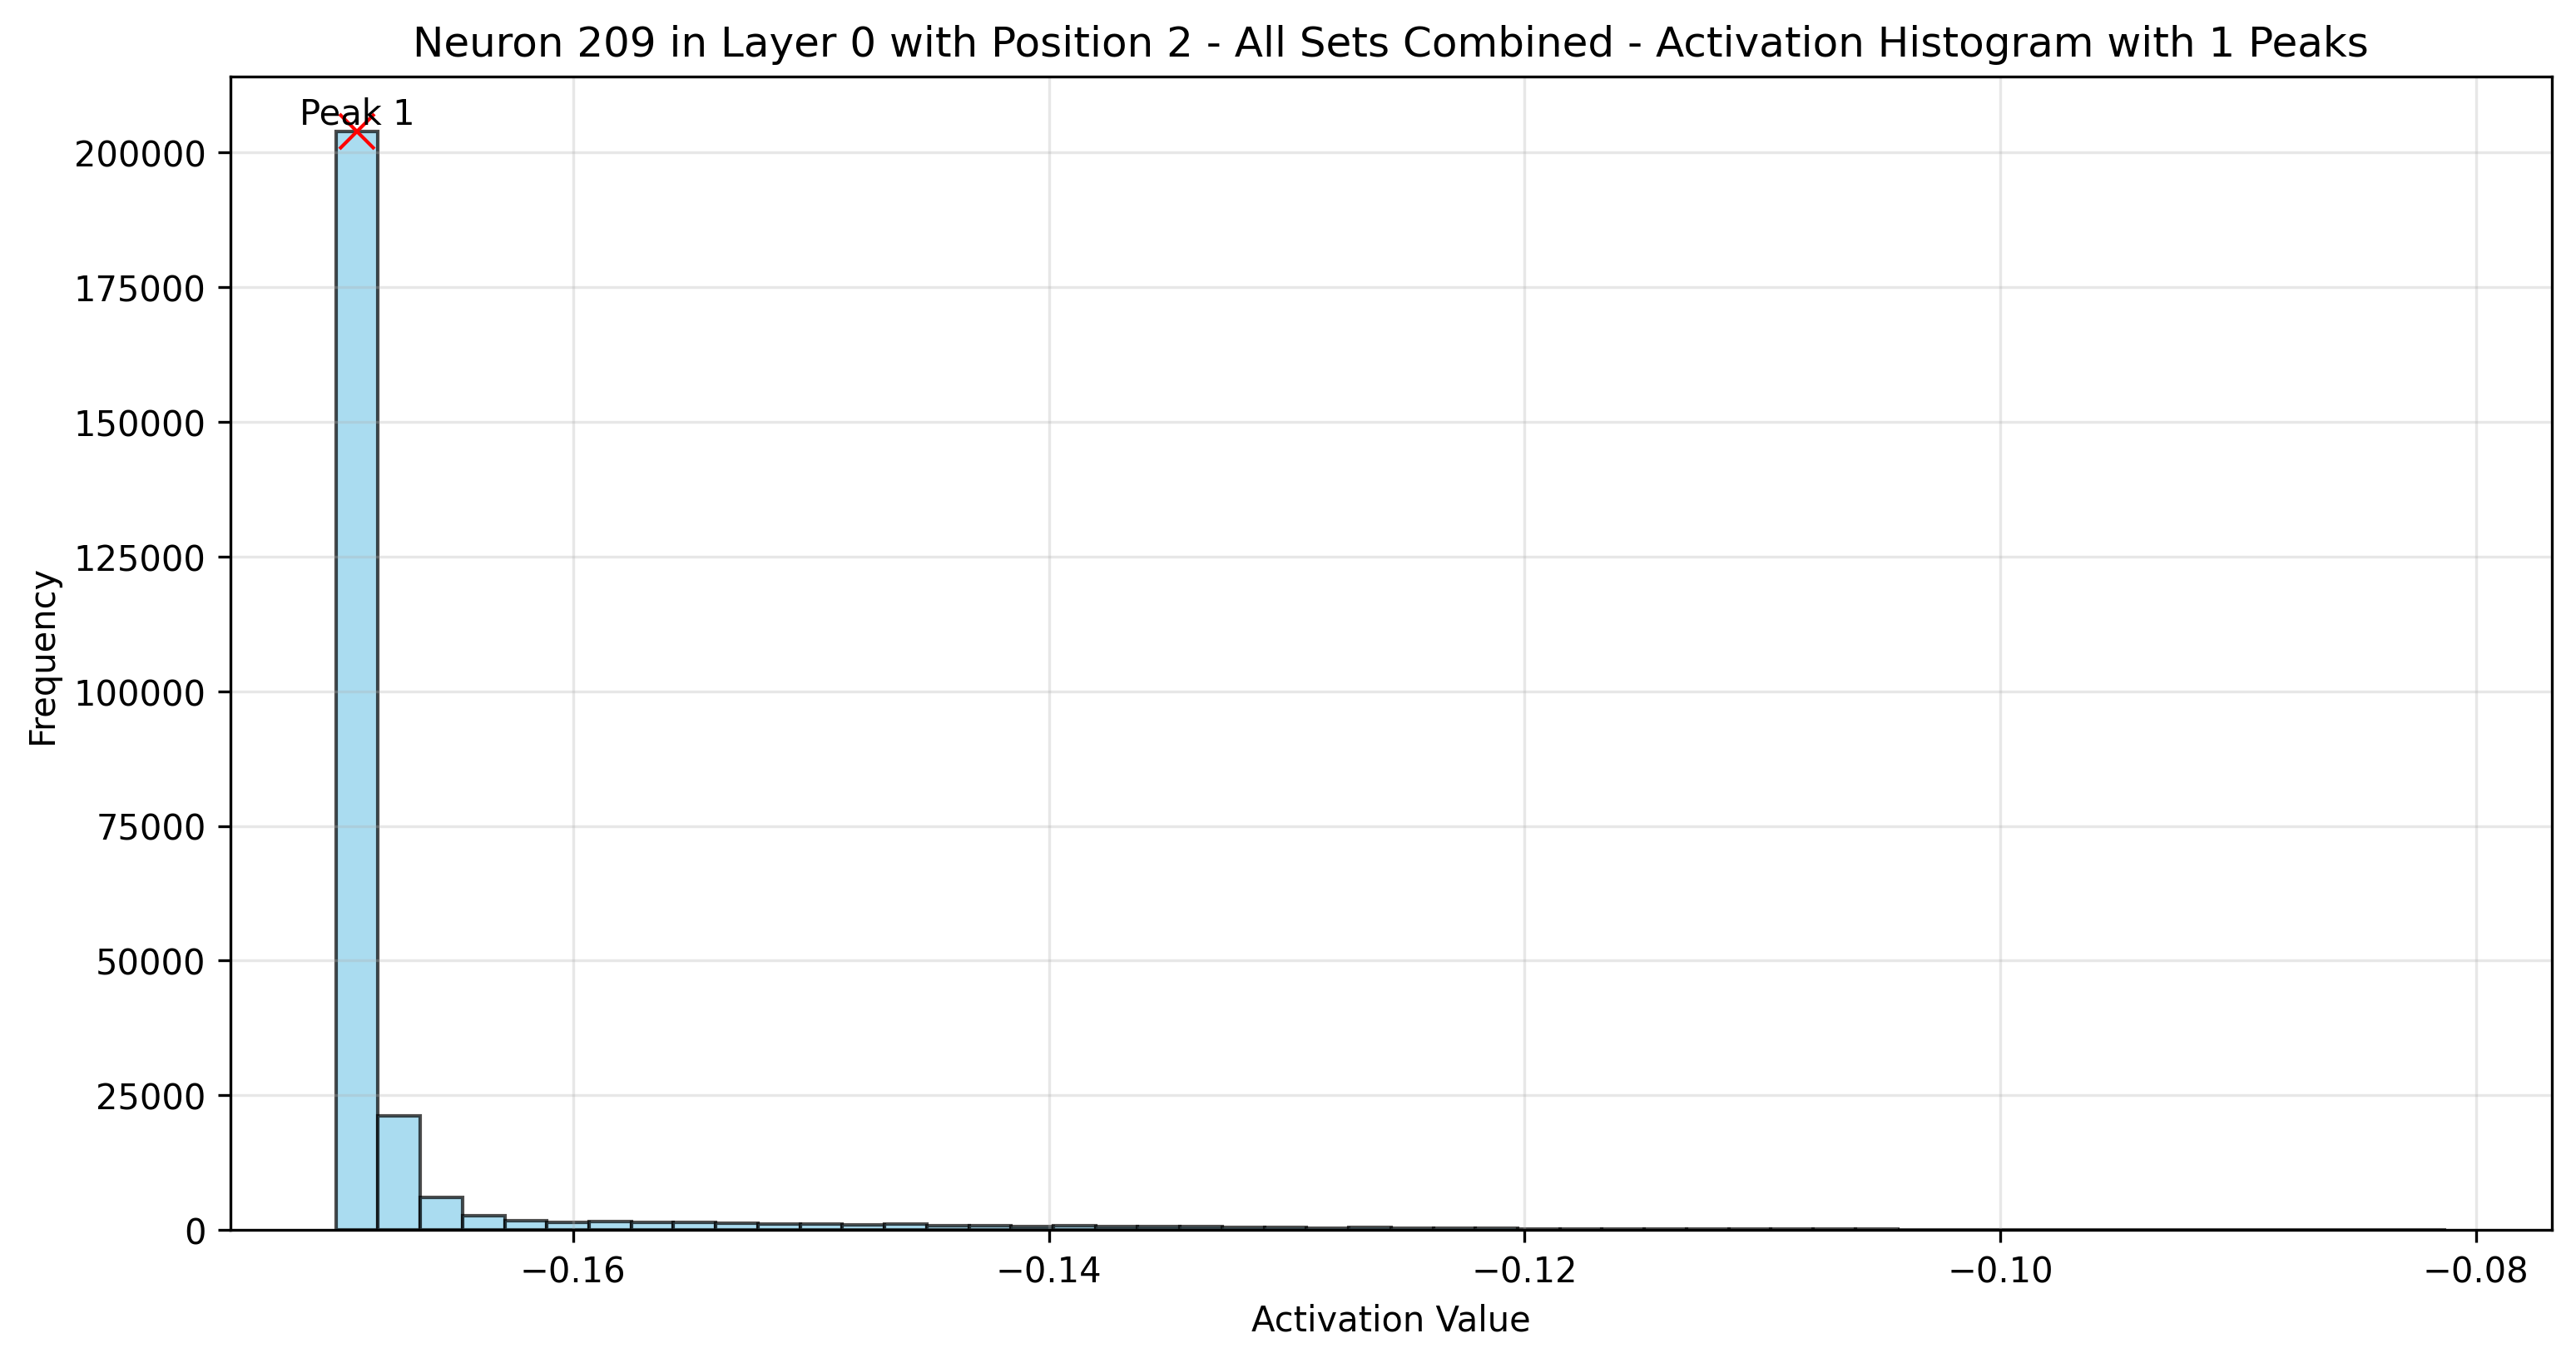 Neuron 209 in Layer 0 with Position 2 - All Sets Combined - Activation Histogram with 1 Peaks
Peak 1
200000
175000
150000
125000
100000
75000
50000
25000
0
Frequency
−0.16 −0.14 −0.12 −0.10 −0.08
Activation Value